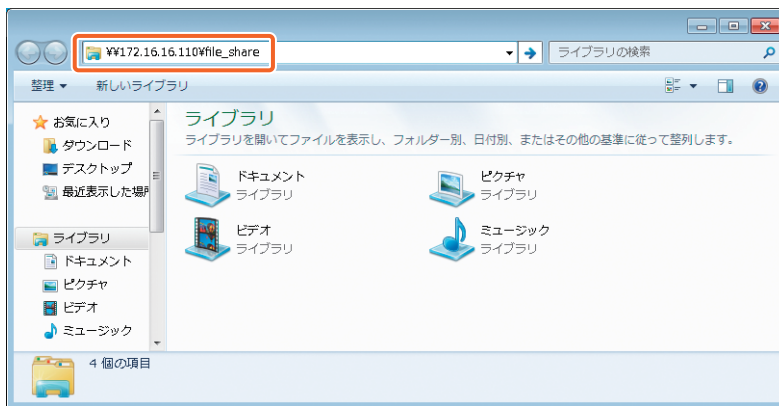 ¥¥172.16.16.110¥file_share
ライブラリの検索
整理
新しいライブラリ
お気に入り
ダウンロード
デスクトップ
最近表示した場所
ライブラリ
ドキュメント
ピクチャ
ビデオ
ミュージック
ライブラリ
ライブラリを開いてファイルを表示し、フォルダー別、日付別、またはその他の基準に従って整列します。
ドキュメント
ライブラリ
ピクチャ
ライブラリ
ビデオ
ライブラリ
ミュージック
ライブラリ
4 個の項目